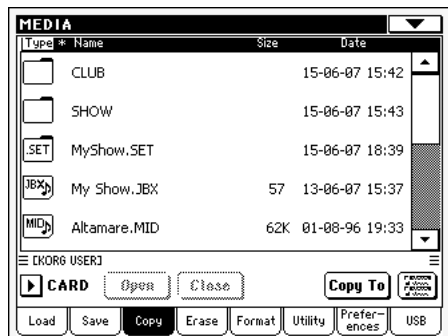 MEDIA
Type * Name Size Date
CLUB 15-06-07 15:42
SHOW 15-06-07 15:43
.SET MyShow.SET 15-06-07 18:39
JBX My Show.JBX 57 13-06-07 15:37
MID Altamare.MID 62K 01-08-96 19:33
[KORG USER]
CARD Open Close Copy To
Load Save Copy Erase Format Utility Prefer-ences USB